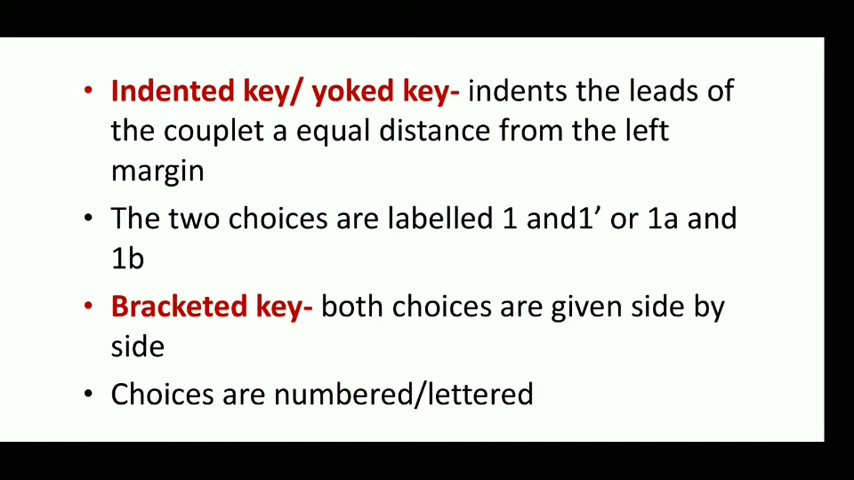 • Indented key/ yoked key- indents the leads of
the couplet a equal distance from the left
margin
• The two choices are labelled 1 and1’ or 1a and
1b
• Bracketed key- both choices are given side by
side
• Choices are numbered/lettered